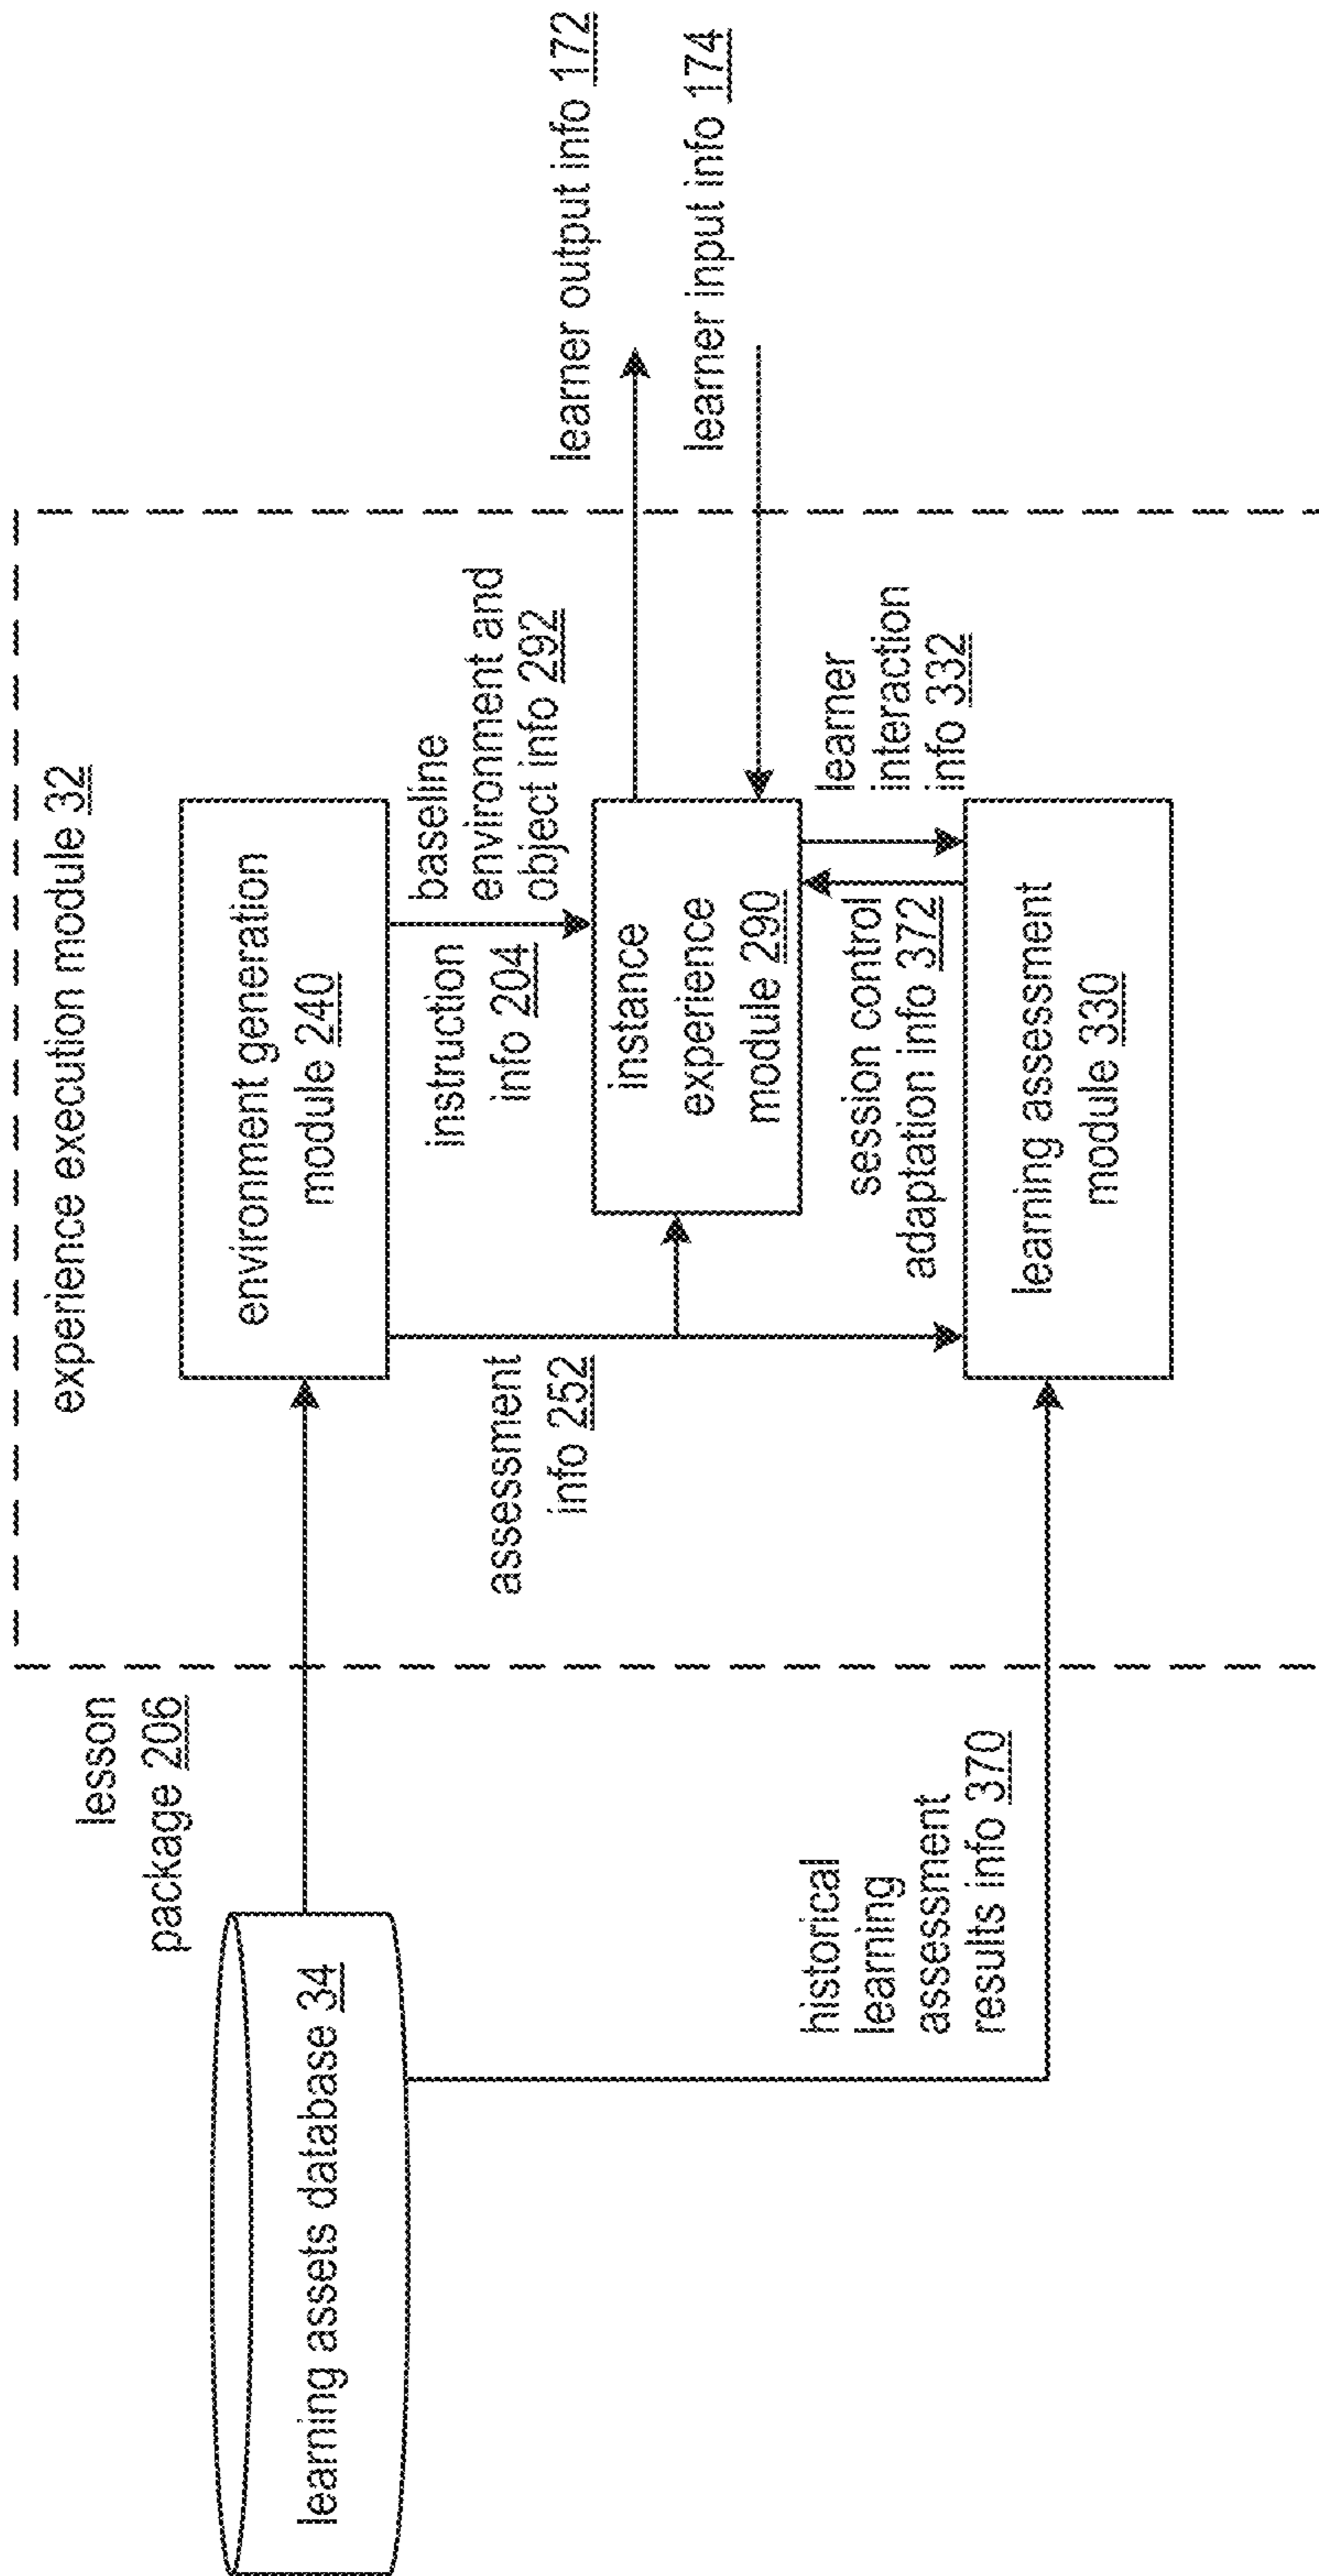 experience execution module 32
lesson
package 206
learning assets database 34
environment generation
module 240
assessment
info 252
instruction
info 204
baseline
environment and
object info 292
instance
experience
module 290
learner output info 172
learner input info 174
historical
learning
assessment
results info 370
session control
adaptation info 372
learner
interaction
info 332
learning assessment
module 330